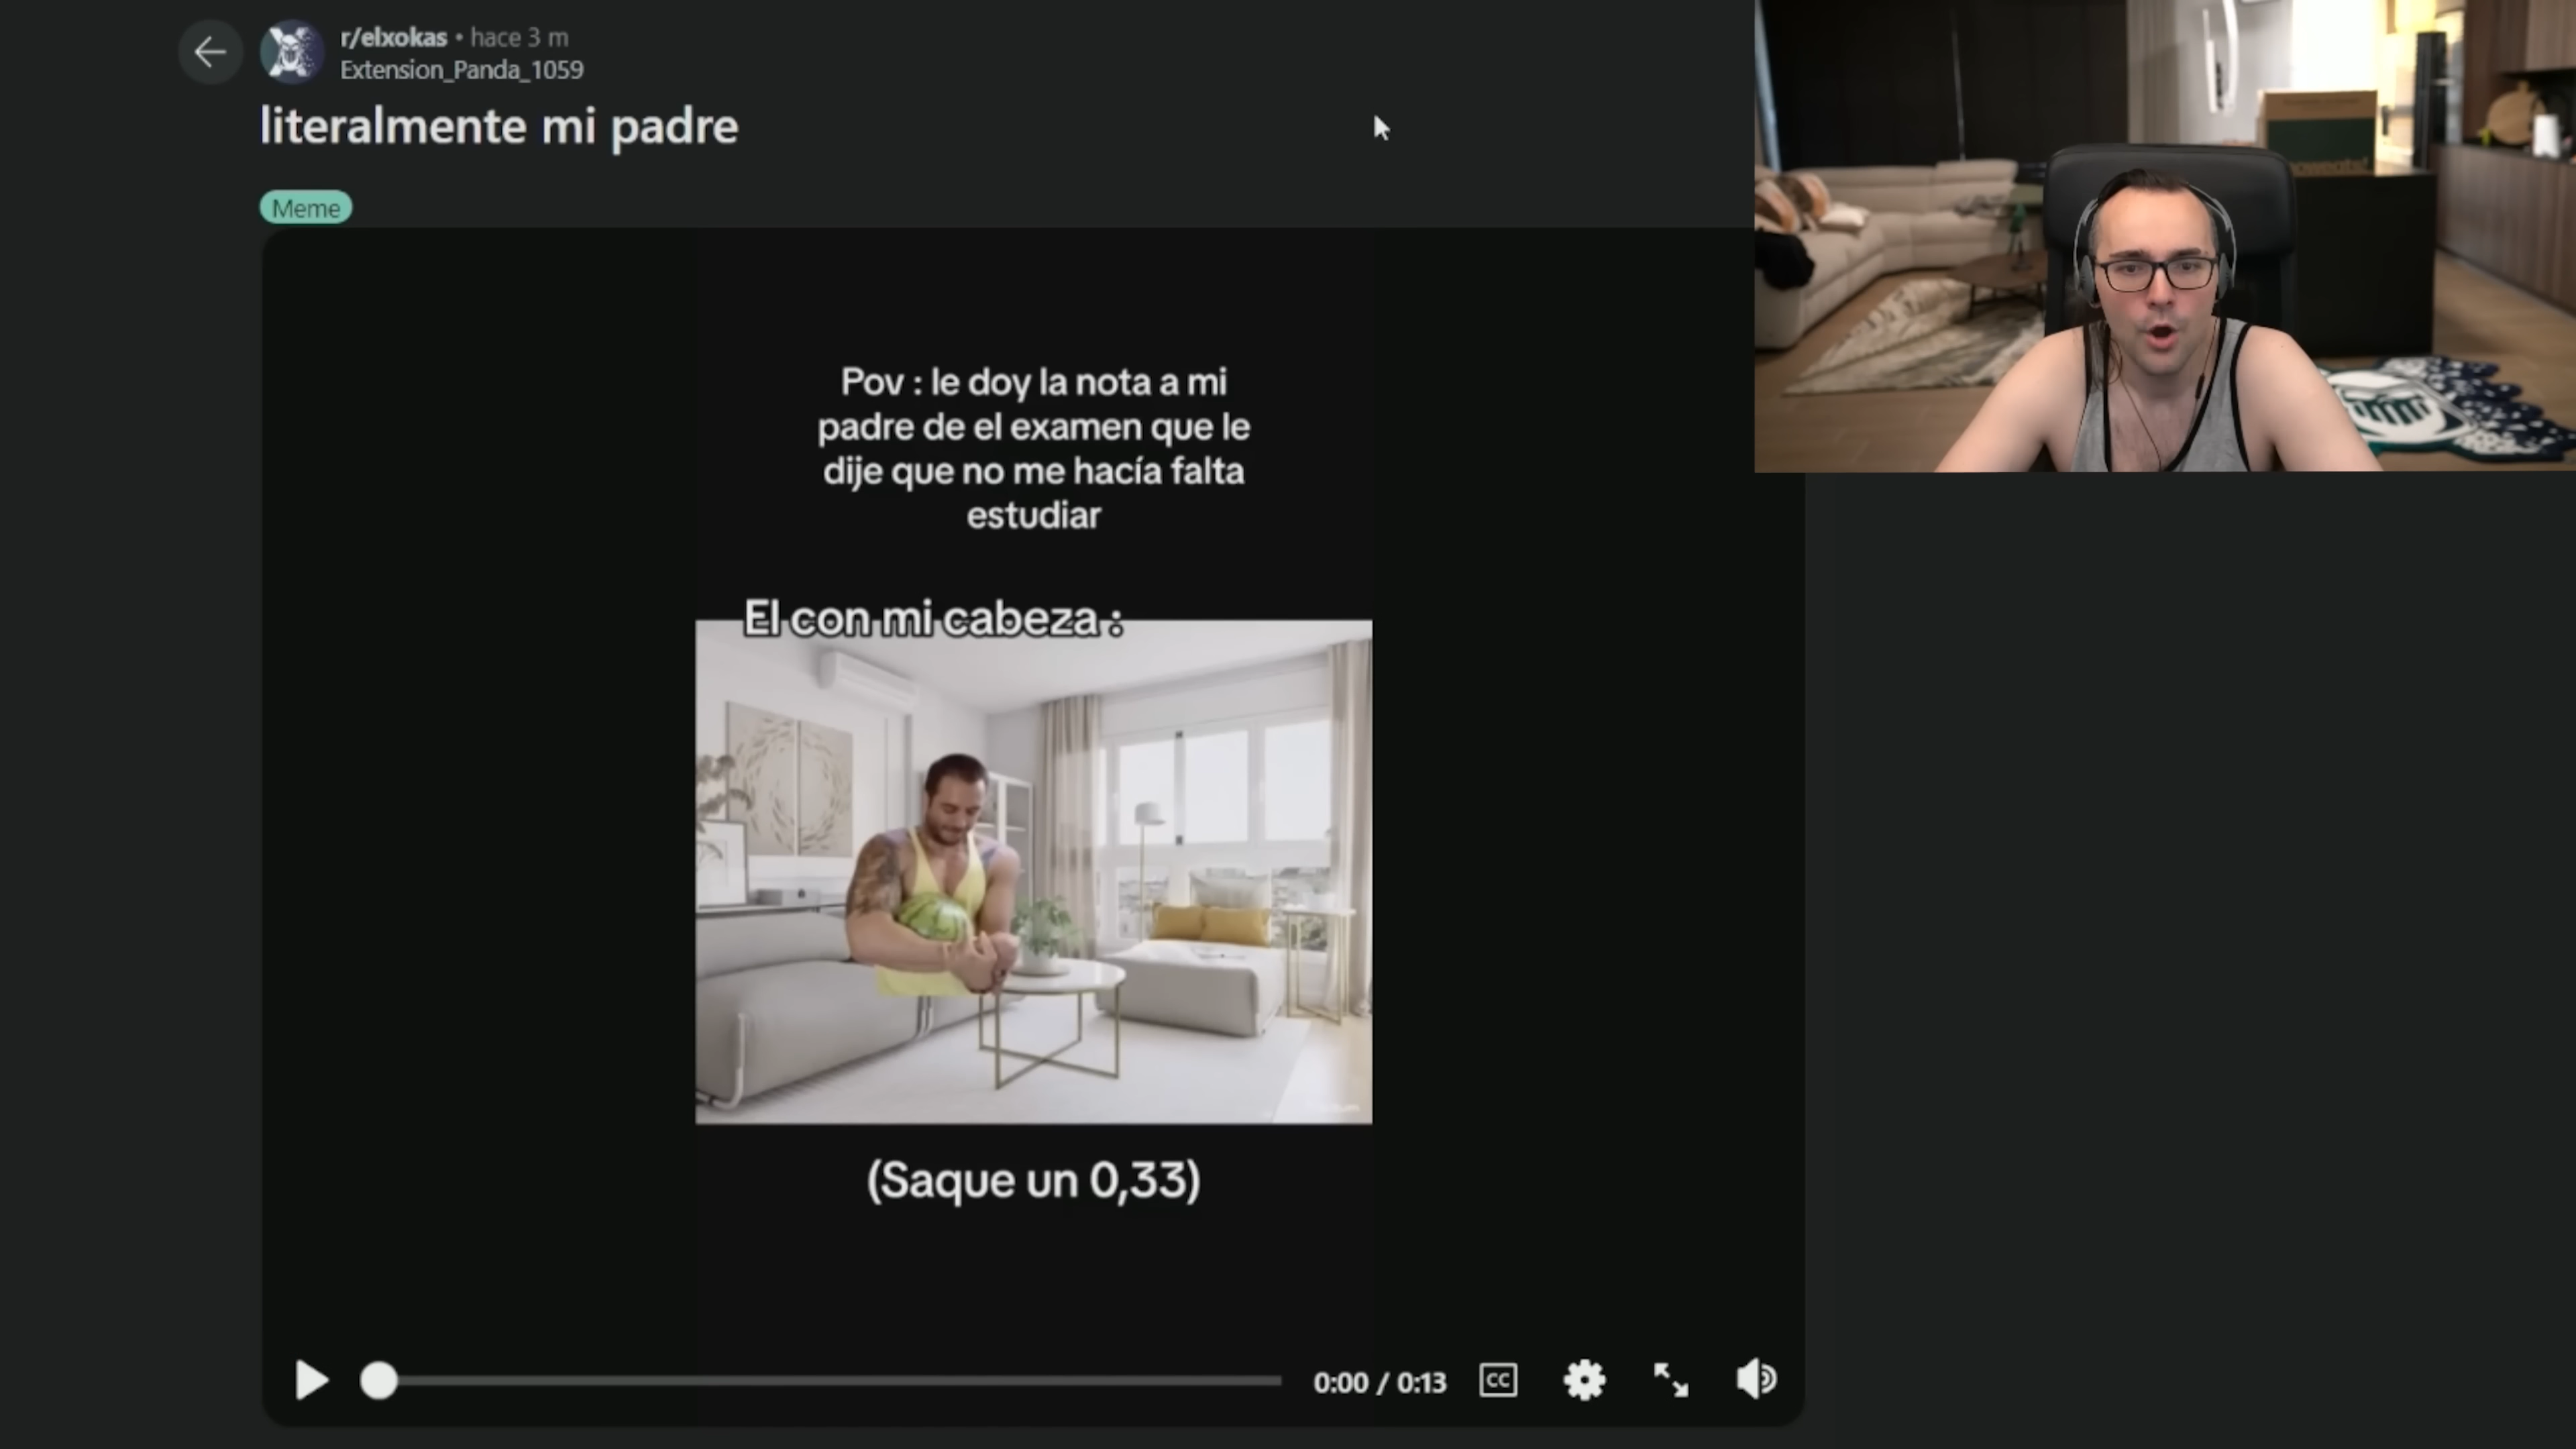 r/elxokas • hace 3 m
Extension_Panda_1059
literalmente mi padre
Meme
Pov : le doy la nota a mi
padre de el examen que le
dije que no me hacía falta
estudiar
El con mi cabeza :
(Saque un 0,33)
0:00 / 0:13
CC